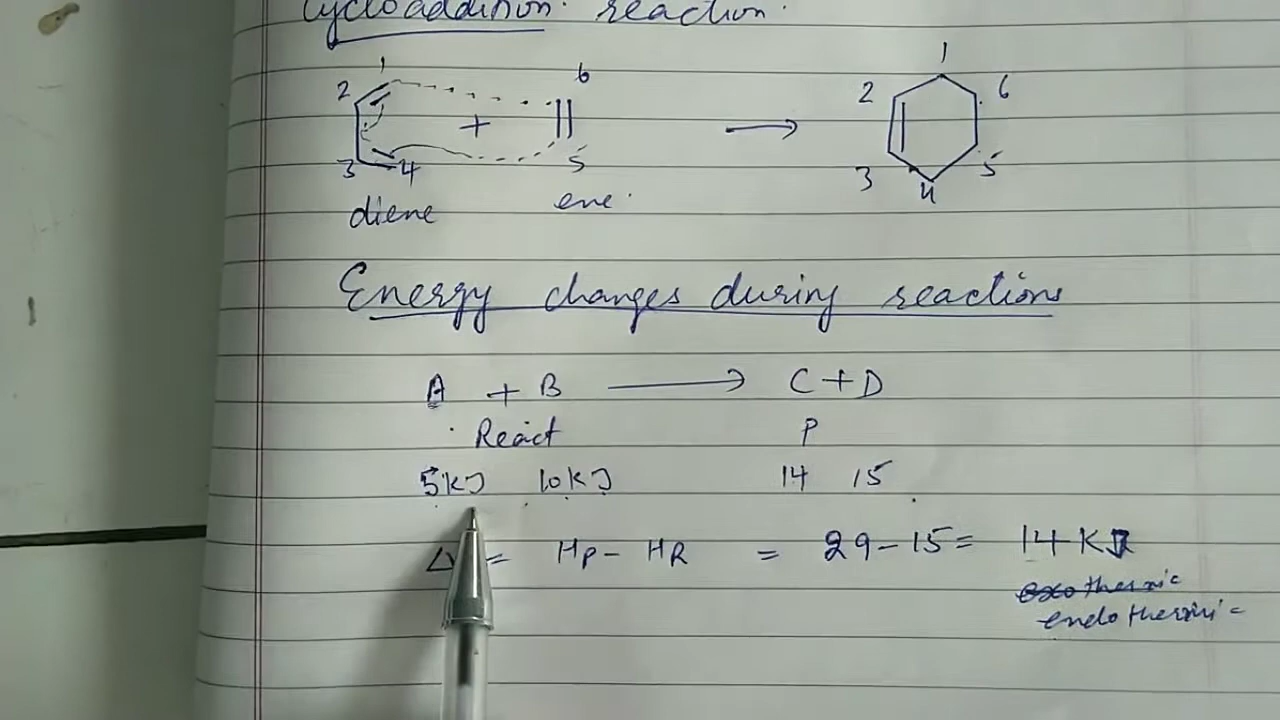 Cycloaddition reaction.
1 6 1
2 2 6
+ →
3 4 5 3 5
4
diene ene
Energy changes during reactions
A + B → C + D
React P
5KJ 10KJ 14 15
Δ = HP - HR = 29 - 15 = 14 KJ
exothermic
endothermic